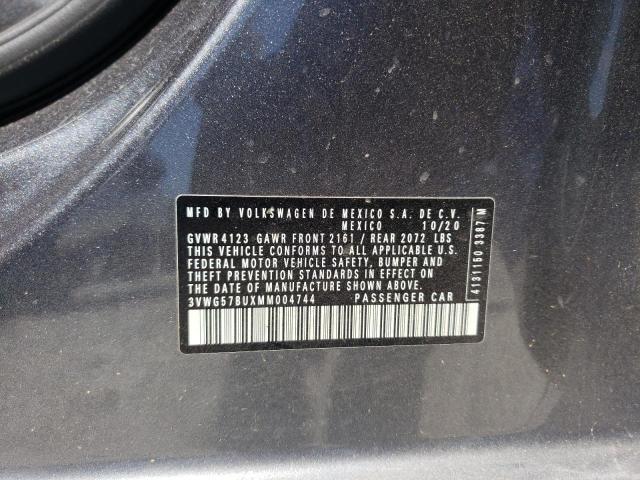 MFD BY VOLKSWAGEN DE MEXICO S.A. DE C.V.
MEXICO 10/20
GVWR 4123 GAWR FRONT 2161 / REAR 2072 LBS
THIS VEHICLE CONFORMS TO ALL APPLICABLE U.S.
FEDERAL MOTOR VEHICLE SAFETY, BUMPER AND
THEFT PREVENTION STANDARDS IN EFFECT ON
THE DATE OF MANUFACTURE SHOWN ABOVE.
3VWG57BUXMM004744 PASSENGER CAR
4131150 3387 M